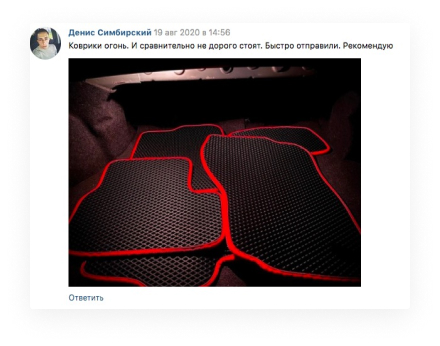 Денис Симбирский 19 авг 2020 в 14:56
Коврики огонь. И сравнительно не дорого стоят. Быстро отправили. Рекомендую
Ответить